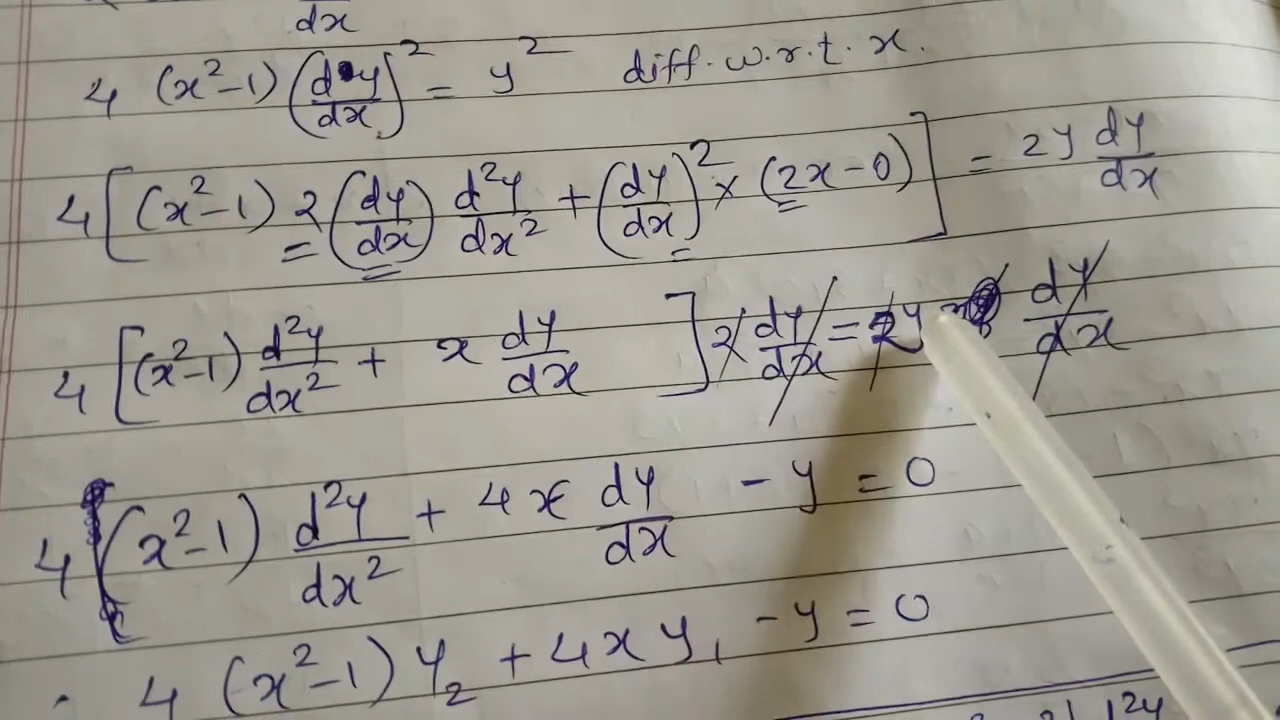 dx
4 (x²-1) (dy/dx)² = y² diff. w.r.t. x.
4[(x²-1) 2(dy/dx) d²y/dx² + (dy/dx)² × (2x-0)] = 2y dy/dx
4[(x²-1) d²y/dx² + x dy/dx] 2 dy/dx = 2y dy/dx
4 (x²-1) d²y/dx² + 4x dy/dx - y = 0
4 (x²-1) y₂ + 4x y₁ - y = 0